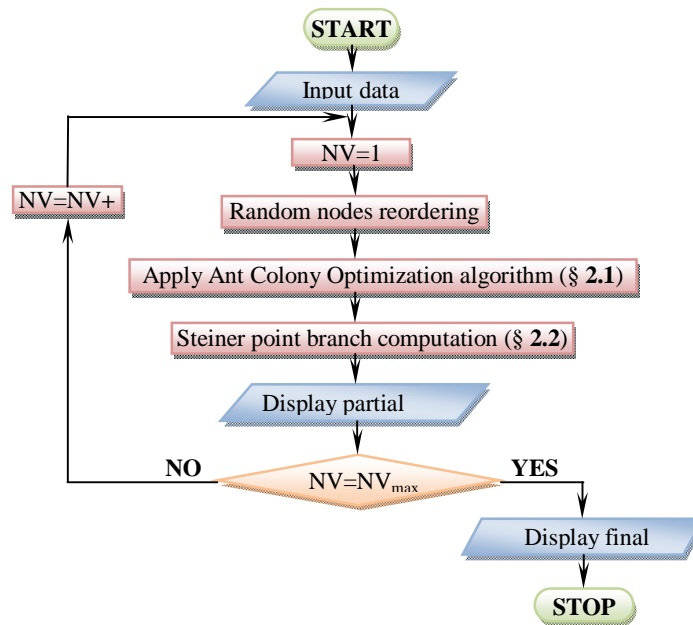 START
Input data
NV=1
NV=NV+
Random nodes reordering
Apply Ant Colony Optimization algorithm (§ 2.1)
Steiner point branch computation (§ 2.2)
Display partial
NO
YES
NV=NVmax
Display final
STOP